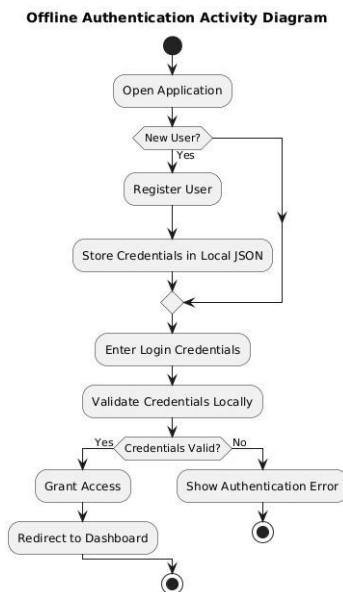 Offline Authentication Activity Diagram
Open Application
New User?
Yes
Register User
Store Credentials in Local JSON
Enter Login Credentials
Validate Credentials Locally
Yes
Credentials Valid?
No
Grant Access
Show Authentication Error
Redirect to Dashboard